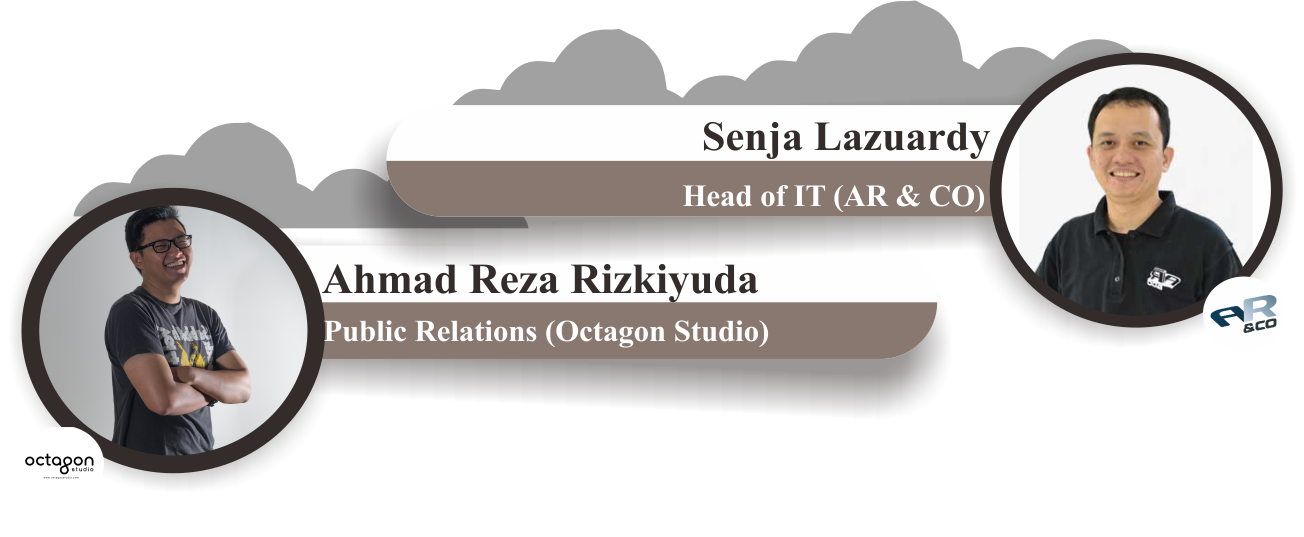 Senja Lazuardy
Head of IT (AR & CO)
AR
&CO
Ahmad Reza Rizkiyuda
Public Relations (Octagon Studio)
octagon
studio